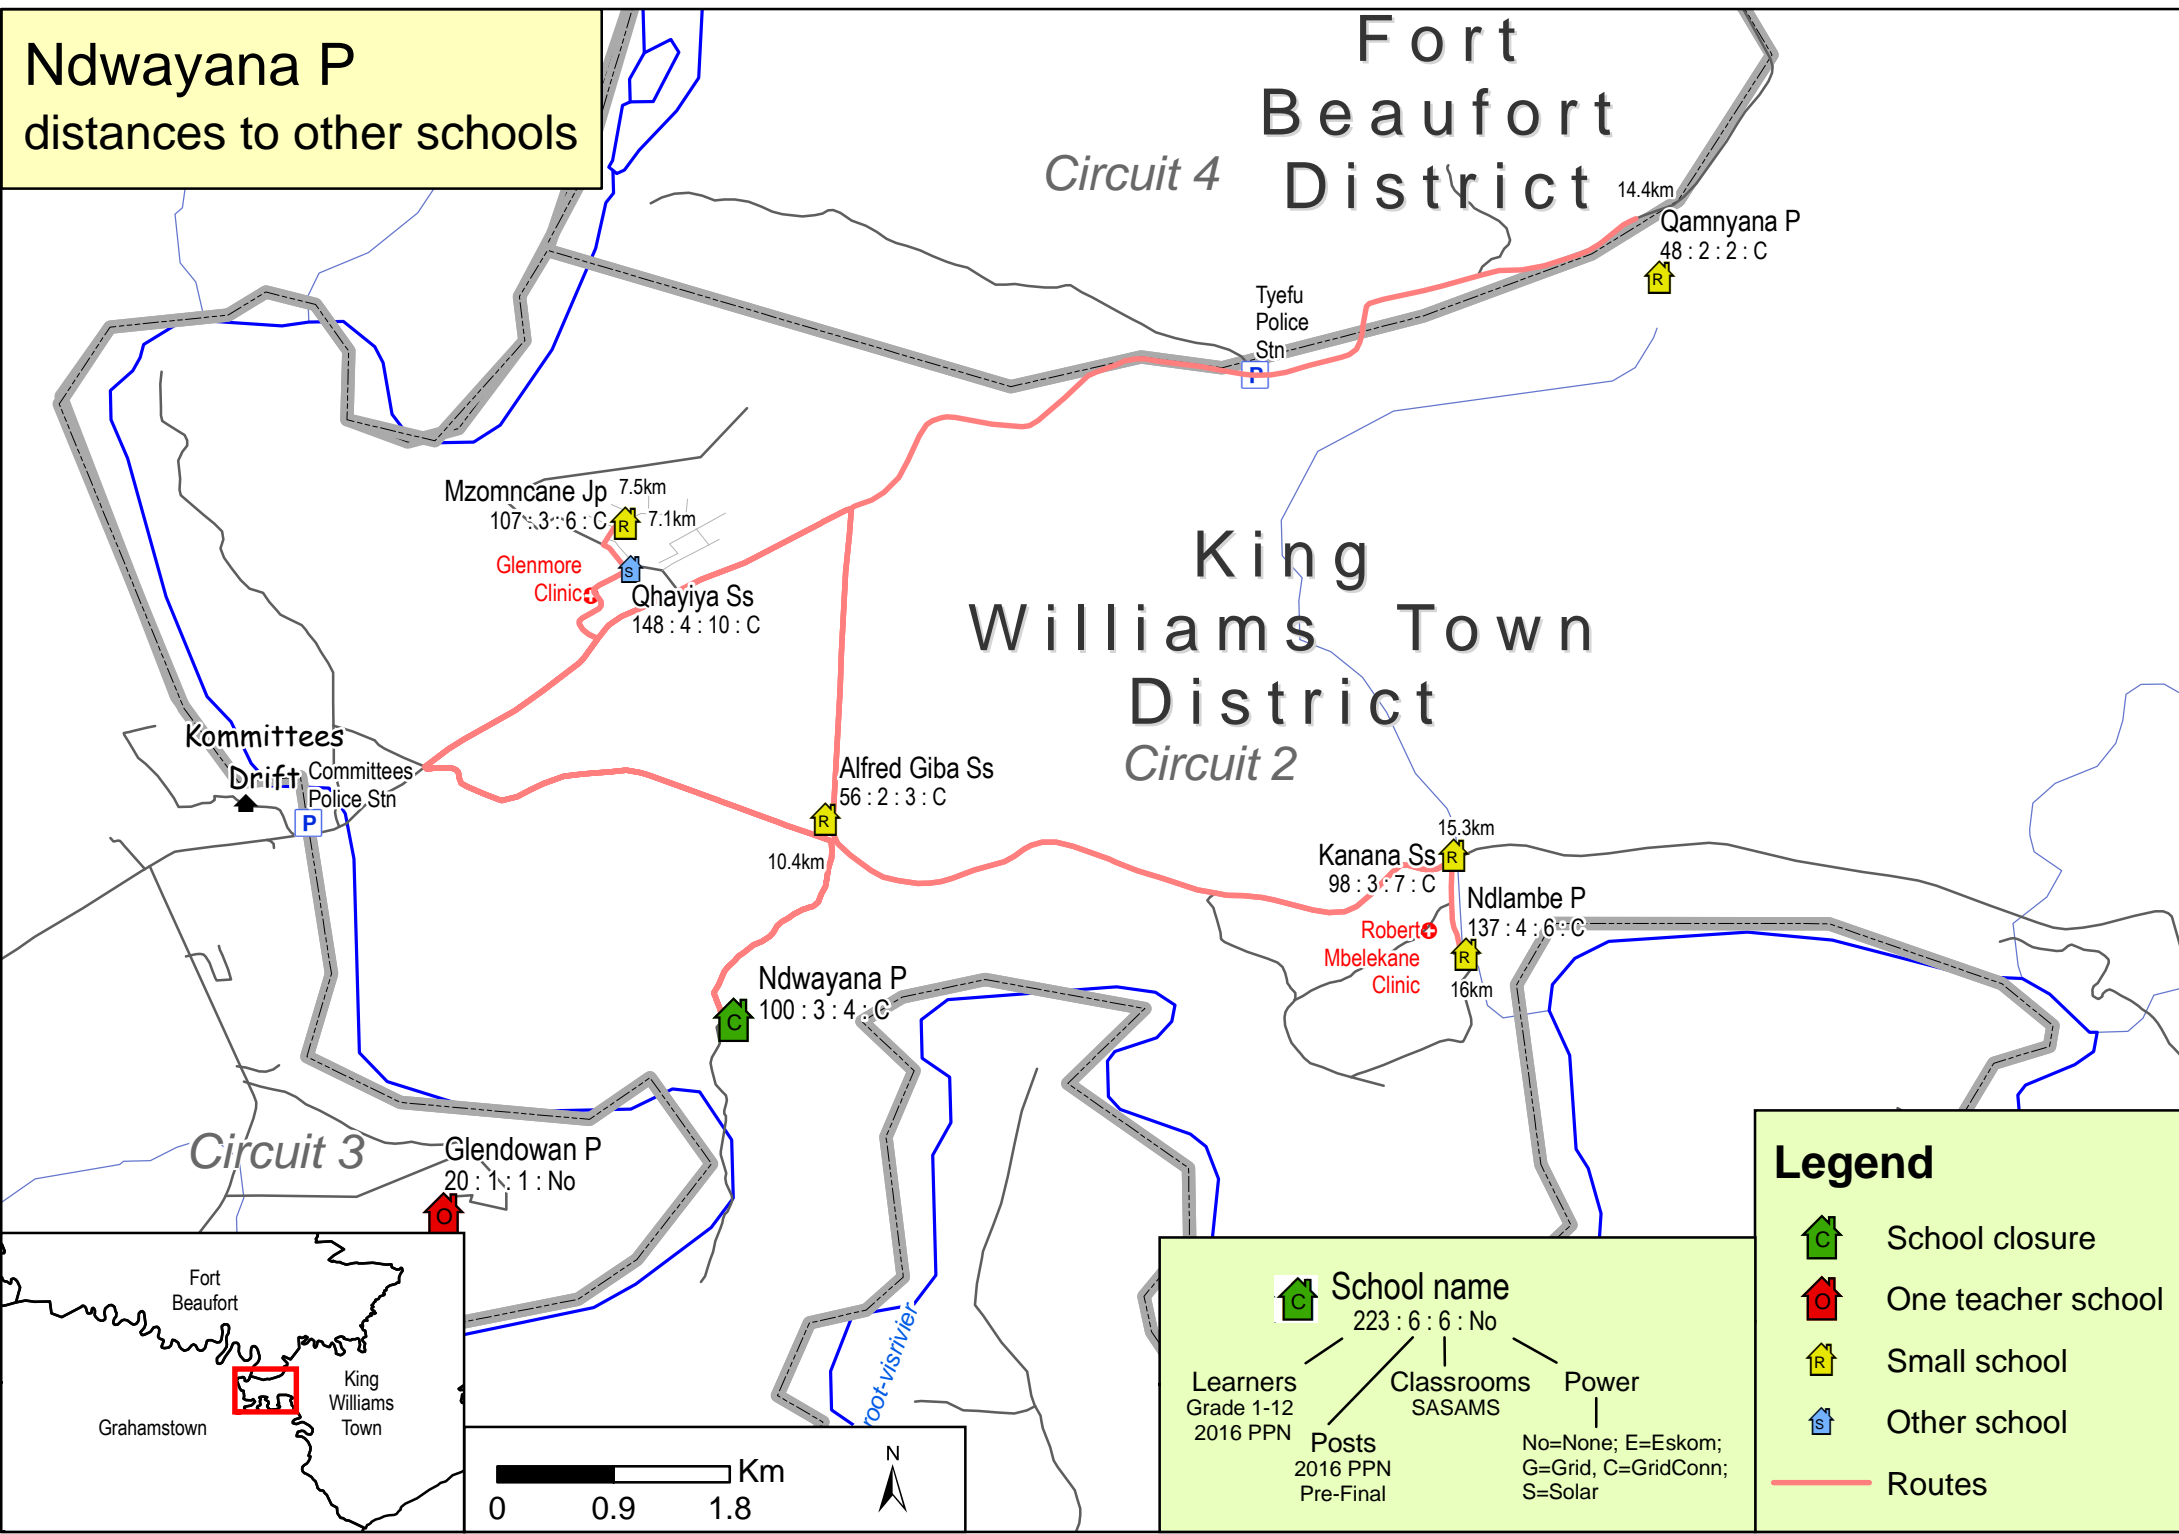 Ndwayana P
distances to other schools
Fort
Beaufort
District
Circuit 4
14.4km
Qamnyana P
48 : 2 : 2 : C
R
Tyefu
Police
Stn
P
Mzomncane Jp
7.5km
107 : 3 : 6 : C
R
7.1km
Glenmore
Clinic
S
Qhayiya Ss
148 : 4 : 10 : C
King
Williams Town
District
Circuit 2
Kommittees
Drift
Committees
Police Stn
P
Alfred Giba Ss
56 : 2 : 3 : C
R
10.4km
15.3km
Kanana Ss
R
98 : 3 : 7 : C
Ndlambe P
137 : 4 : 6 : C
Robert
Mbelekane
Clinic
R
16km
Ndwayana P
100 : 3 : 4 : C
C
Circuit 3
Glendowan P
20 : 1 : 1 : No
O
Fort
Beaufort
King
Williams
Town
Grahamstown
Km
0 0.9 1.8
N
root-visrivier
C
School name
223 : 6 : 6 : No
Learners
Grade 1-12
2016 PPN
Posts
2016 PPN
Pre-Final
Classrooms
SASAMS
Power
No=None; E=Eskom;
G=Grid, C=GridConn;
S=Solar
Legend
C School closure
O One teacher school
R Small school
S Other school
Routes